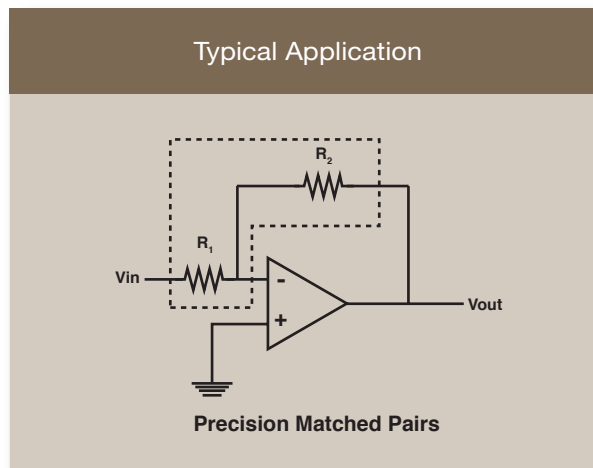 Typical Application
R2
R1
Vin
-
+
Vout
Precision Matched Pairs